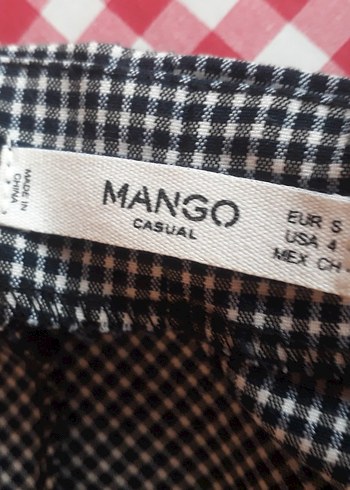 MADE IN
CHINA
MANGO
CASUAL
EUR S
USA 4
MEX CH